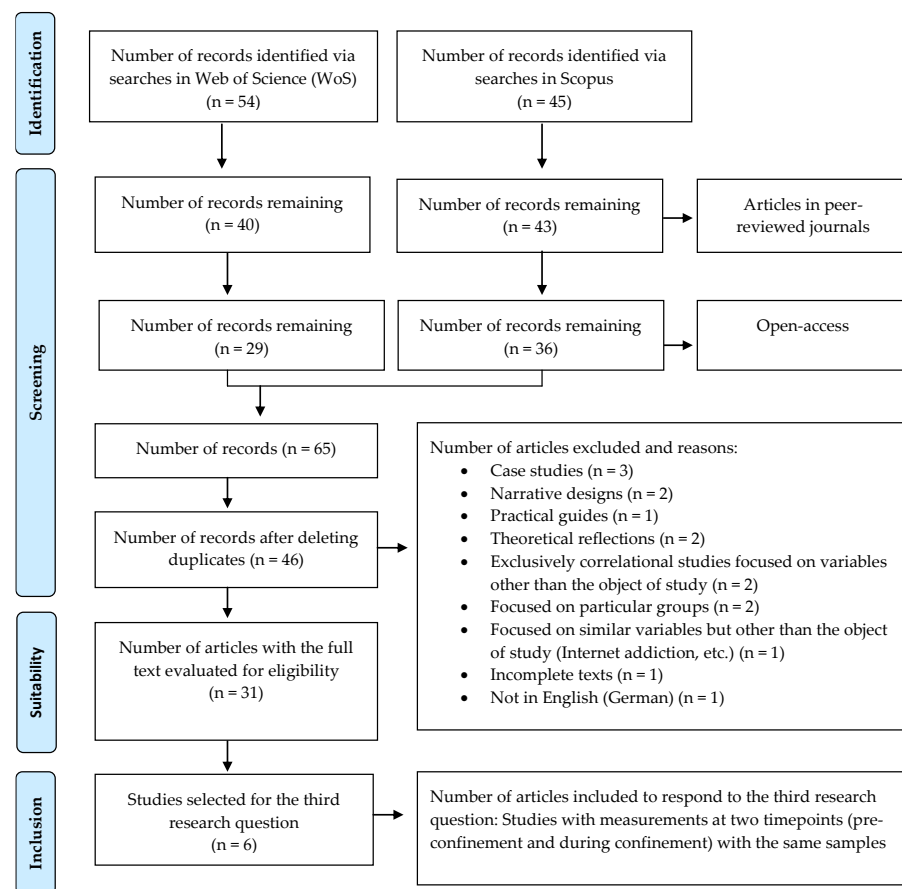 Identification
Number of records identified via
searches in Web of Science (WoS)
(n = 54)
Number of records identified via
searches in Scopus
(n = 45)
Screening
Number of records remaining
(n = 40)
Number of records remaining
(n = 43)
Articles in peer-
reviewed journals
Number of records remaining
(n = 29)
Number of records remaining
(n = 36)
Open-access
Number of records (n = 65)
Number of records after deleting
duplicates (n = 46)
Number of articles excluded and reasons:
• Case studies (n = 3)
• Narrative designs (n = 2)
• Practical guides (n = 1)
• Theoretical reflections (n = 2)
• Exclusively correlational studies focused on variables
other than the object of study (n = 2)
• Focused on particular groups (n = 2)
• Focused on similar variables but other than the object
of study (Internet addiction, etc.) (n = 1)
• Incomplete texts (n = 1)
• Not in English (German) (n = 1)
Suitability
Number of articles with the full
text evaluated for eligibility
(n = 31)
Inclusion
Studies selected for the third
research question
(n = 6)
Number of articles included to respond to the third research
question: Studies with measurements at two timepoints (pre-
confinement and during confinement) with the same samples